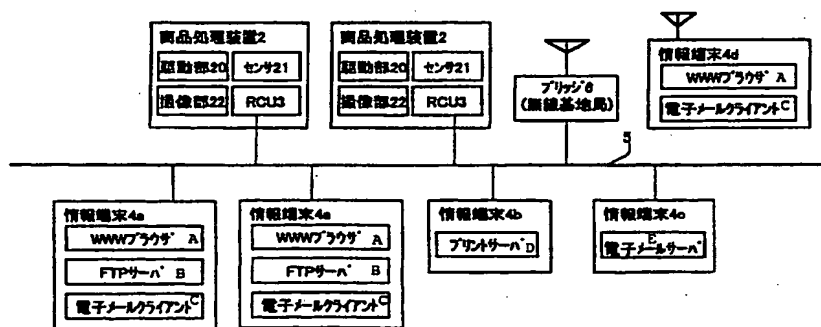 商品処理装置2
駆動部20 センサ21
撮像部22 RCU3
商品処理装置2
駆動部20 センサ21
撮像部22 RCU3
ブリッジ6
(無線基地局)
情報端末4d
WWWブラウザ A
電子メールクライアント C
5
情報端末4a
WWWブラウザ A
FTPサーバ B
電子メールクライアント C
情報端末4a
WWWブラウザ A
FTPサーバ B
電子メールクライアント C
情報端末4b
プリントサーバ D
情報端末4c
E
電子メールサーバ